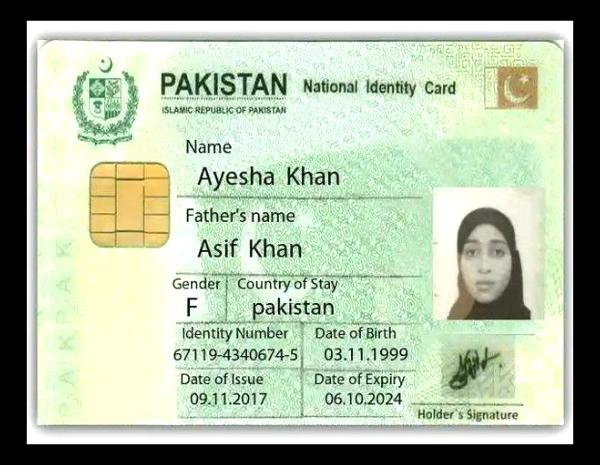 PAKISTAN National Identity Card
ISLAMIC REPUBLIC OF PAKISTAN
Name
Ayesha Khan
Father's name
Asif Khan
Gender Country of Stay
F pakistan
Identity Number Date of Birth
67119-4340674-5 03.11.1999
Date of Issue Date of Expiry
09.11.2017 06.10.2024
Holder's Signature
PAKPAK